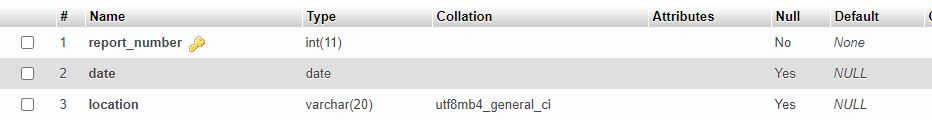 # Name Type Collation Attributes Null Default
1 report_number int(11) No None
2 date date Yes NULL
3 location varchar(20) utf8mb4_general_ci Yes NULL